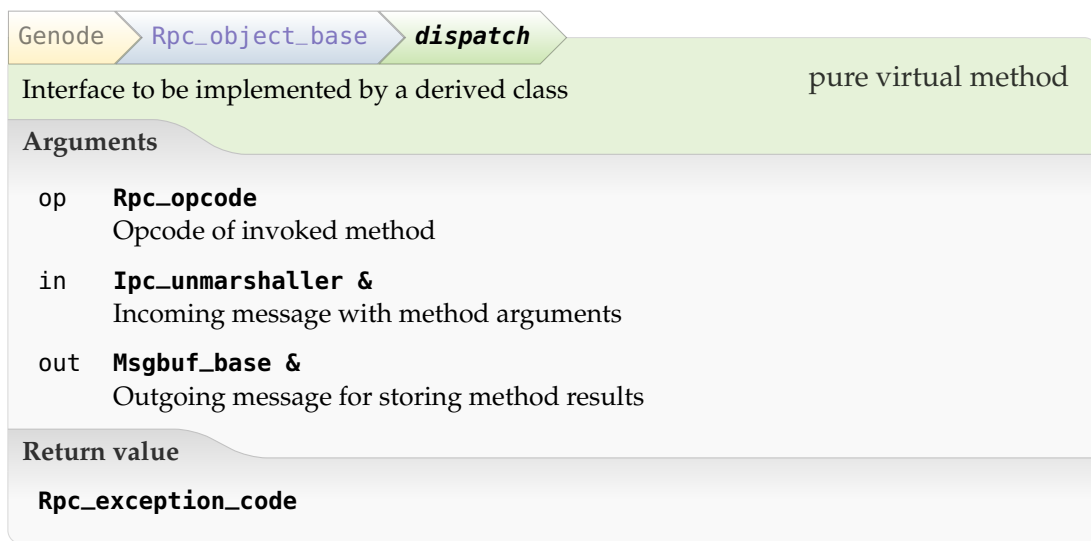 Genode Rpc_object_base dispatch
Interface to be implemented by a derived class pure virtual method
Arguments
op Rpc_opcode
Opcode of invoked method
in Ipc_unmarshaller &
Incoming message with method arguments
out Msgbuf_base &
Outgoing message for storing method results
Return value
Rpc_exception_code